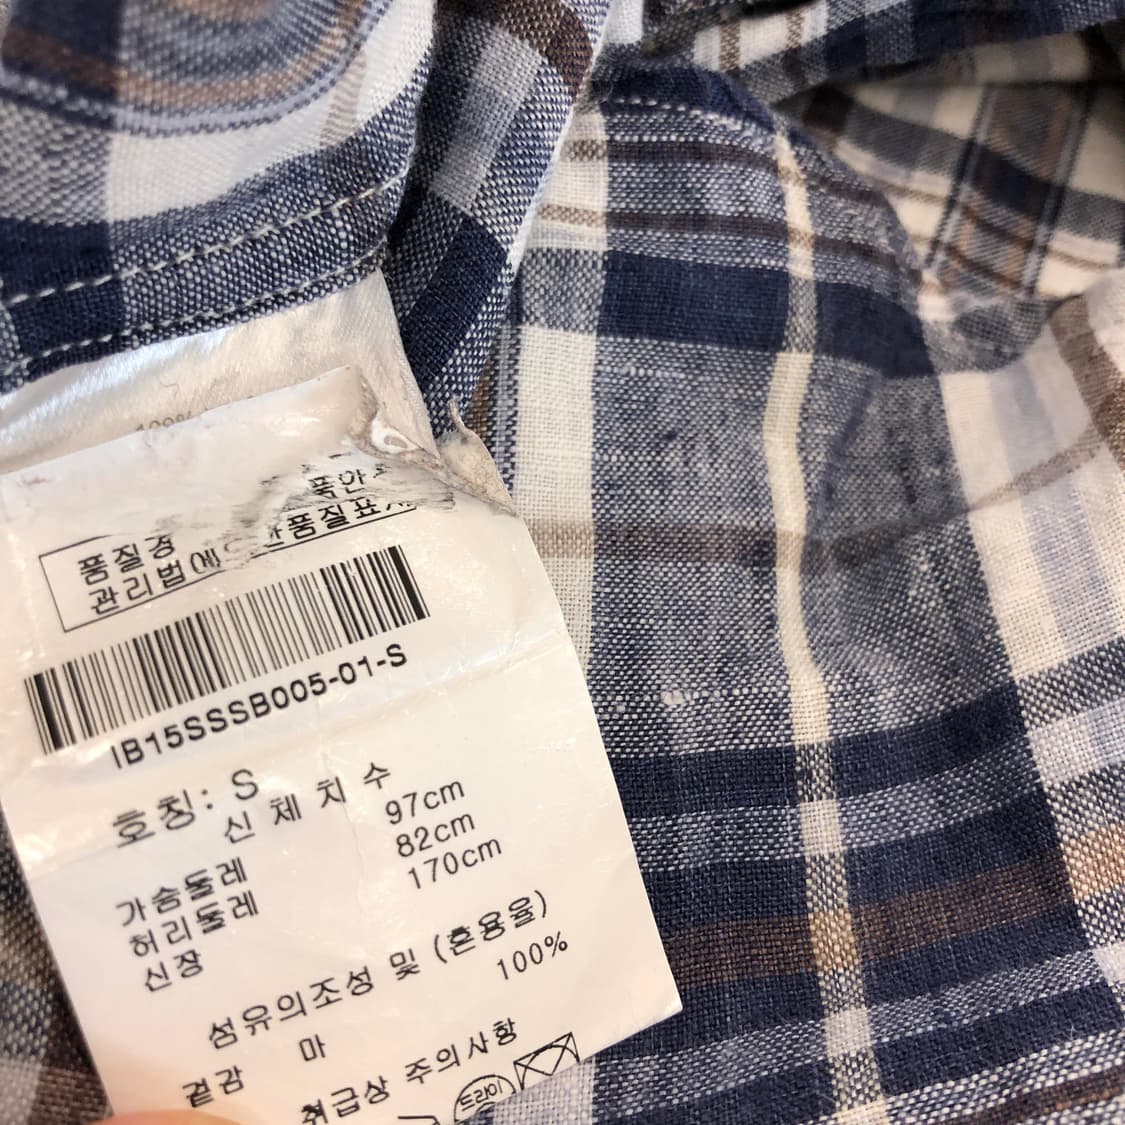 100%
품질경
관리법에
품질표
IB15SSSB005-01-S
호칭: S
신 체 치 수
가슴둘레 97cm
허리둘레 82cm
신장 170cm
섬유의조성 및 (혼용율)
겉감 마 100%
취급상 주의사항
드라이